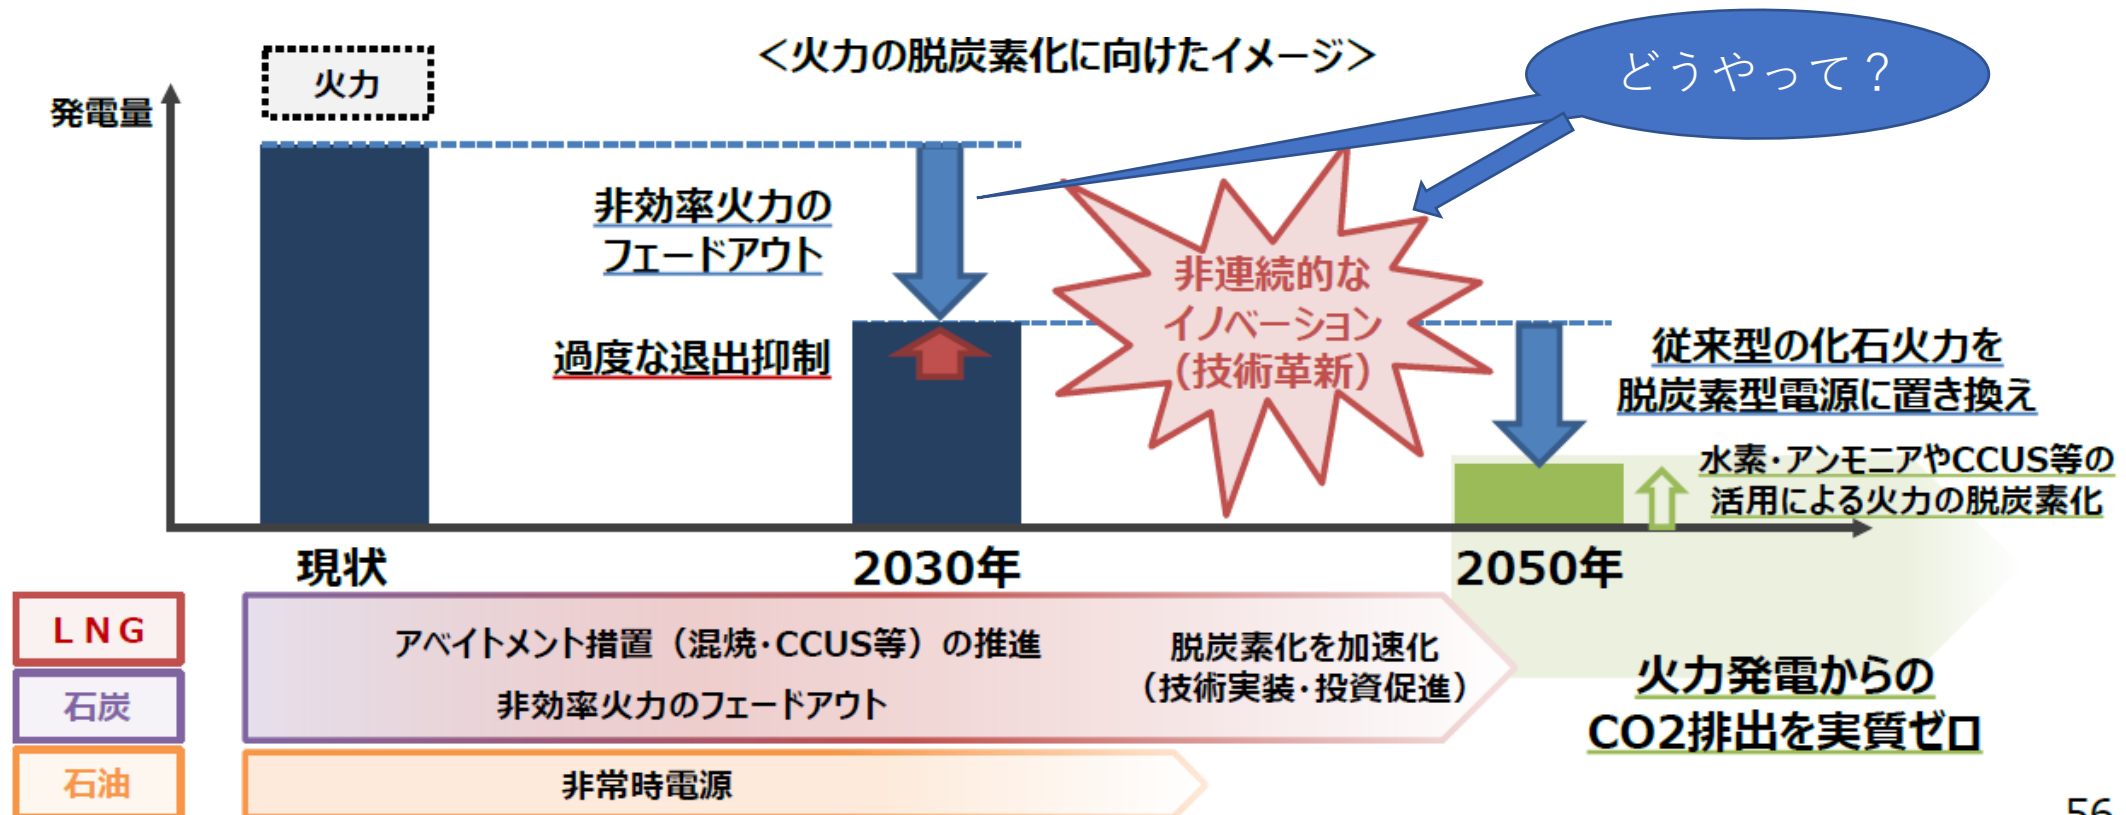 ＜火力の脱炭素化に向けたイメージ＞
どうやって？
火力
発電量
非効率火力の
フェードアウト
過度な退出抑制
非連続的な
イノベーション
（技術革新）
従来型の化石火力を
脱炭素型電源に置き換え
水素・アンモニアやCCUS等の
活用による火力の脱炭素化
現状
2030年
2050年
ＬＮＧ
石炭
石油
アベイトメント措置（混焼・CCUS等）の推進
非効率火力のフェードアウト
脱炭素化を加速化
（技術実装・投資促進）
非常時電源
火力発電からの
CO2排出を実質ゼロ
56